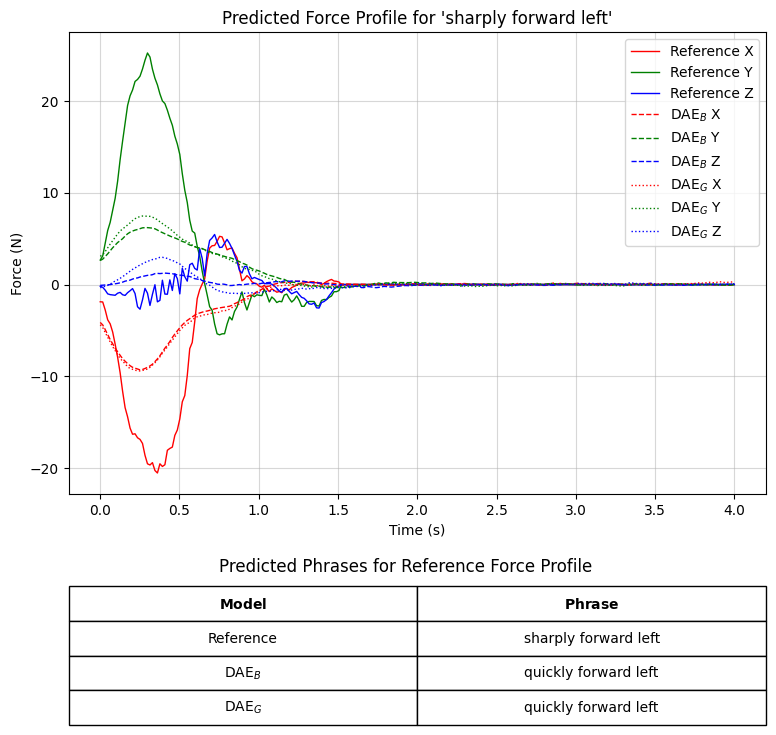 Predicted Force Profile for 'sharply forward left'
Force (N)
20
10
0
−10
−20
Reference X
Reference Y
Reference Z
DAE_B X
DAE_B Y
DAE_B Z
DAE_G X
DAE_G Y
DAE_G Z
0.0 0.5 1.0 1.5 2.0 2.5 3.0 3.5 4.0
Time (s)
Predicted Phrases for Reference Force Profile
Model Phrase
Reference sharply forward left
DAE_B quickly forward left
DAE_G quickly forward left